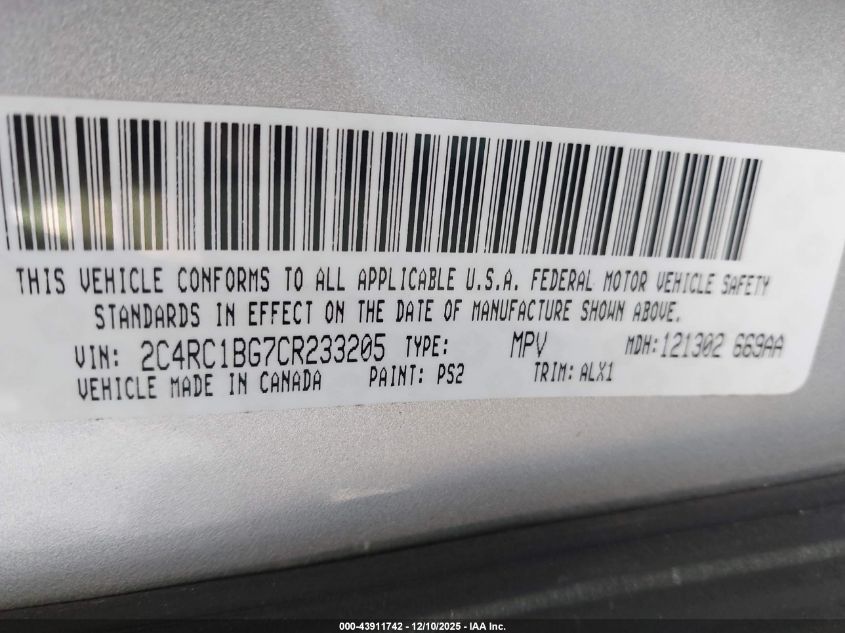 THIS VEHICLE CONFORMS TO ALL APPLICABLE U.S.A. FEDERAL MOTOR VEHICLE SAFETY
STANDARDS IN EFFECT ON THE DATE OF MANUFACTURE SHOWN ABOVE.
VIN: 2C4RC1BG7CR233205 TYPE: MPV MDH: 121302 669AA
VEHICLE MADE IN CANADA PAINT: PS2 TRIM: ALX1
000-43911742 - 12/10/2025 - IAA Inc.